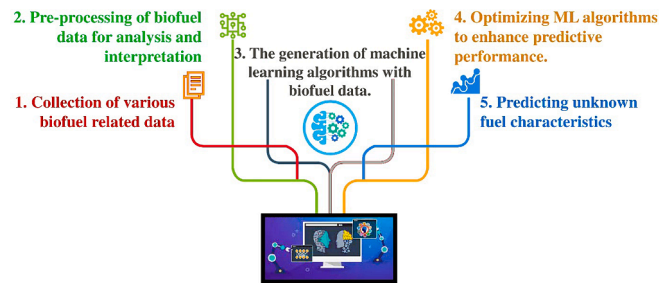 2. Pre-processing of biofuel
data for analysis and
interpretation
1. Collection of various
biofuel related data
3. The generation of machine
learning algorithms with
biofuel data.
4. Optimizing ML algorithms
to enhance predictive
performance.
5. Predicting unknown
fuel characteristics